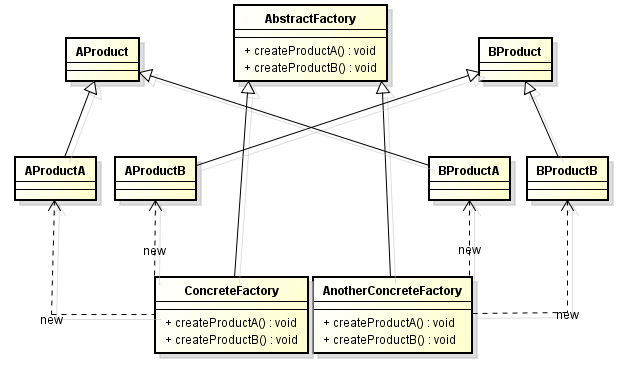 AbstractFactory
+ createProductA() : void
+ createProductB() : void
AProduct
BProduct
AProductA
AProductB
BProductA
BProductB
new
new
new
new
ConcreteFactory
+ createProductA() : void
+ createProductB() : void
AnotherConcreteFactory
+ createProductA() : void
+ createProductB() : void